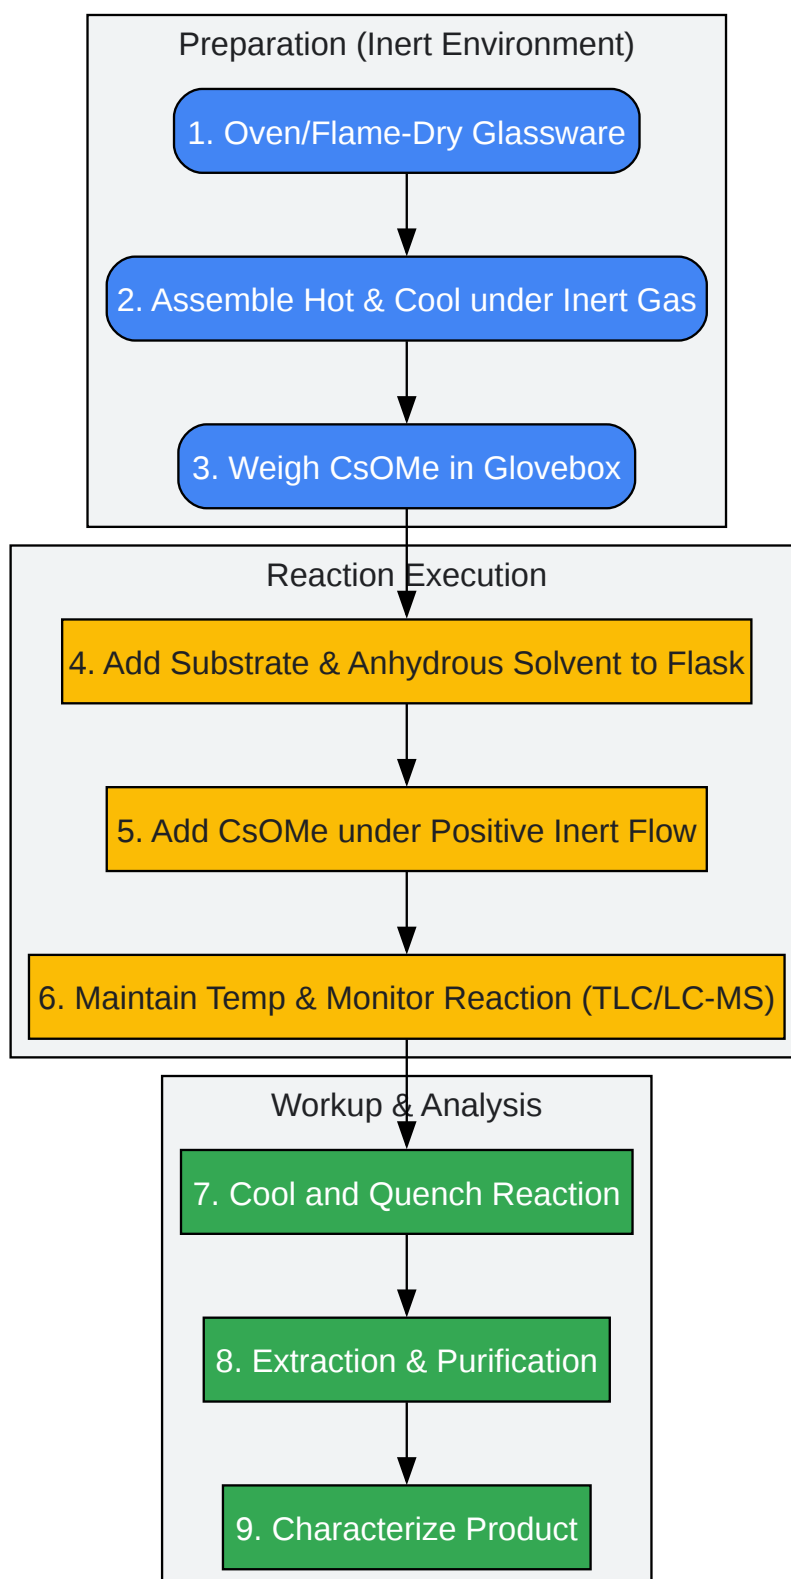 Preparation (Inert Environment)
1. Oven/Flame-Dry Glassware
2. Assemble Hot & Cool under Inert Gas
3. Weigh CsOMe in Glovebox
Reaction Execution
4. Add Substrate & Anhydrous Solvent to Flask
5. Add CsOMe under Positive Inert Flow
6. Maintain Temp & Monitor Reaction (TLC/LC-MS)
Workup & Analysis
7. Cool and Quench Reaction
8. Extraction & Purification
9. Characterize Product